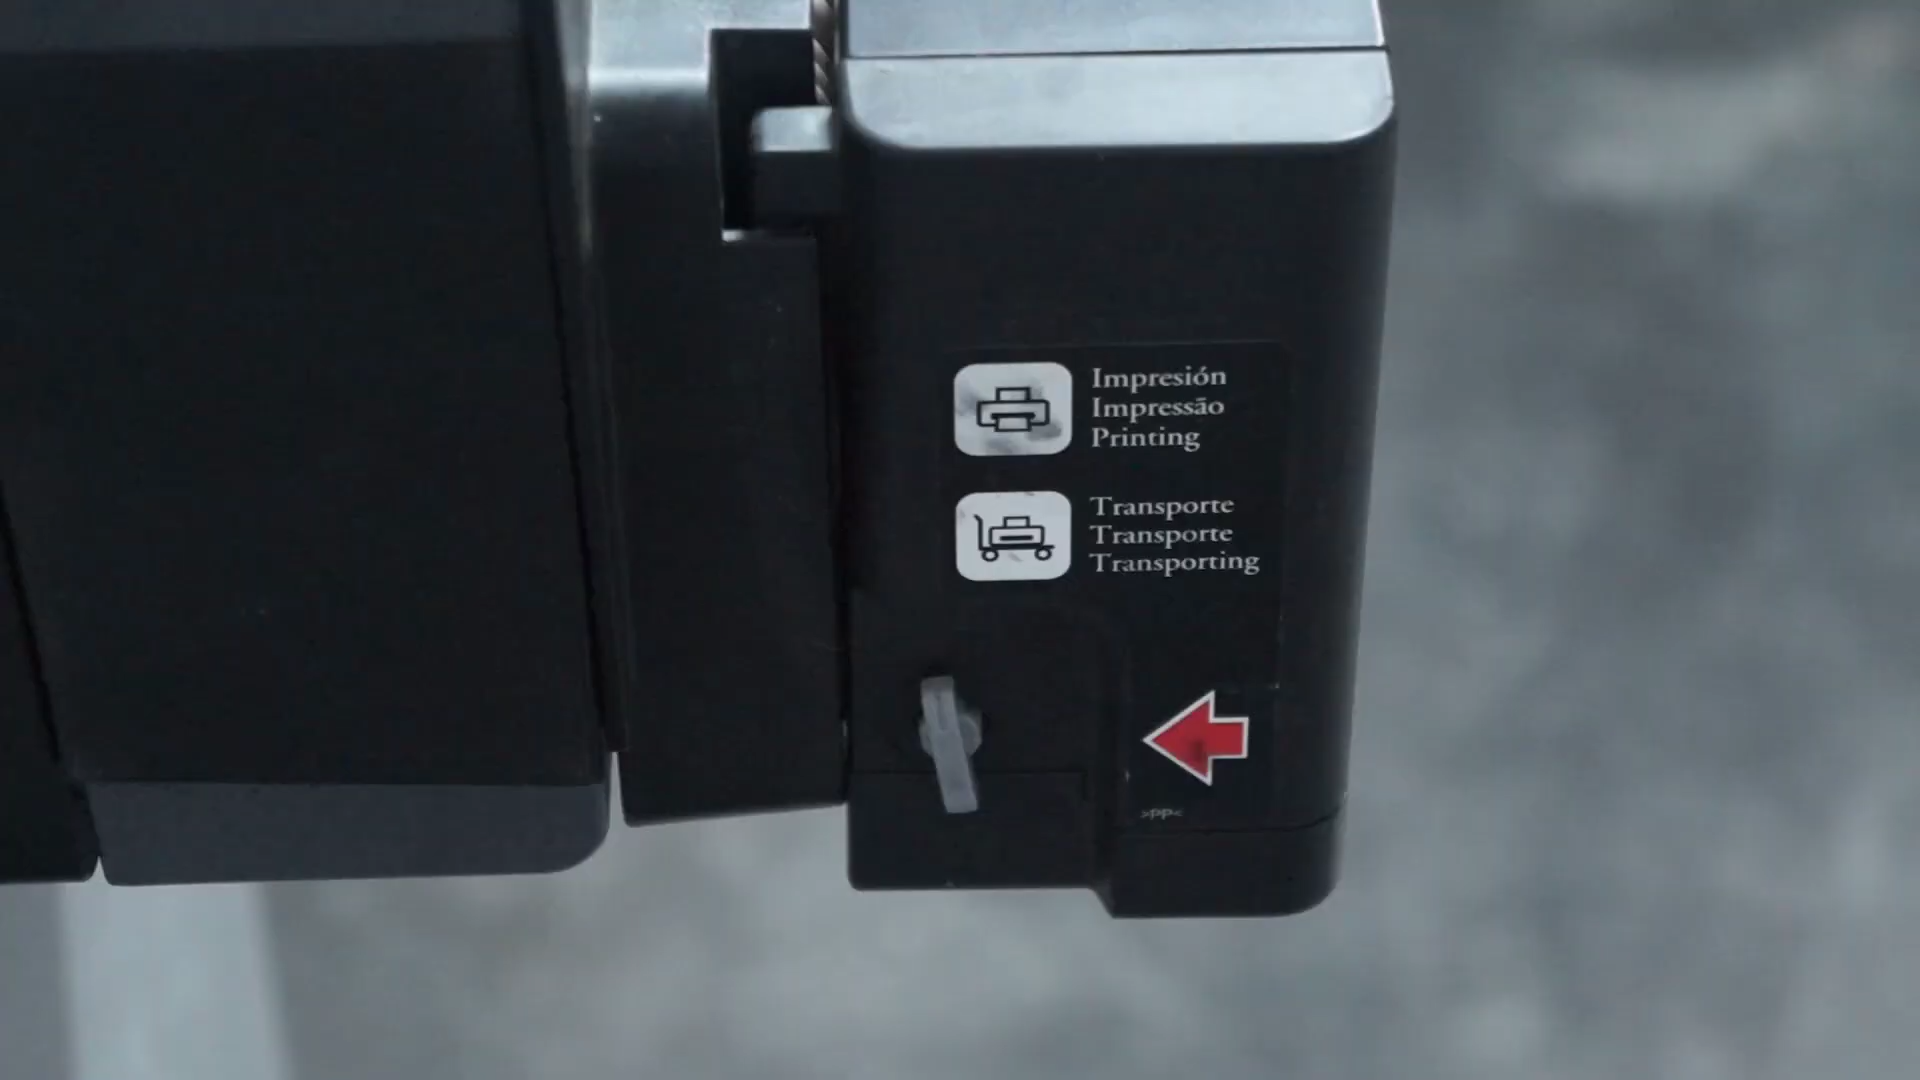 Impresión
Impressão
Printing
Transporte
Transporte
Transporting
>PP<